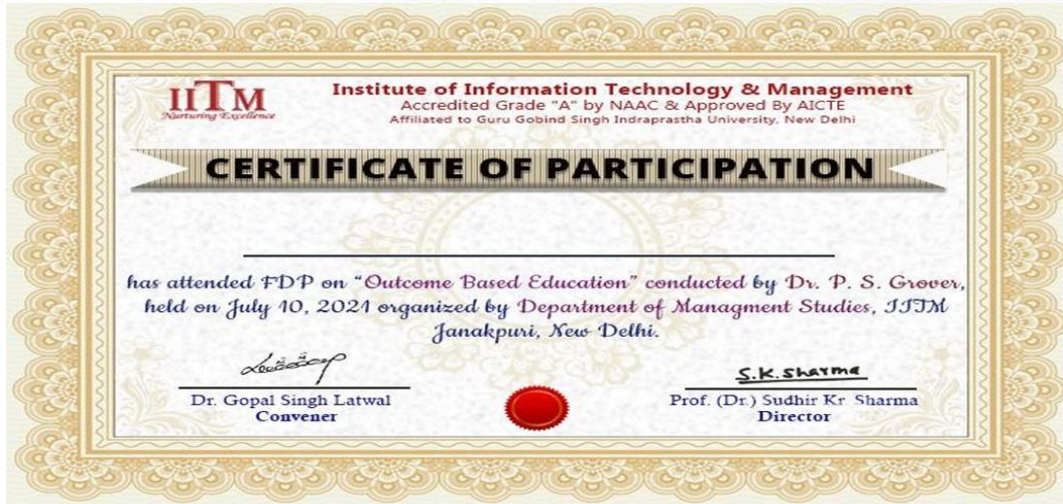 IITM
Nurturing Excellence
Institute of Information Technology & Management
Accredited Grade "A" by NAAC & Approved By AICTE
Affiliated to Guru Gobind Singh Indraprastha University, New Delhi
CERTIFICATE OF PARTICIPATION
has attended FDP on “Outcome Based Education” conducted by Dr. P. S. Grover,
held on July 10, 2021 organized by Department of Managment Studies, IITM
Janakpuri, New Delhi.
S.K.Sharma
Dr. Gopal Singh Latwal
Convener
Prof. (Dr.) Sudhir Kr. Sharma
Director